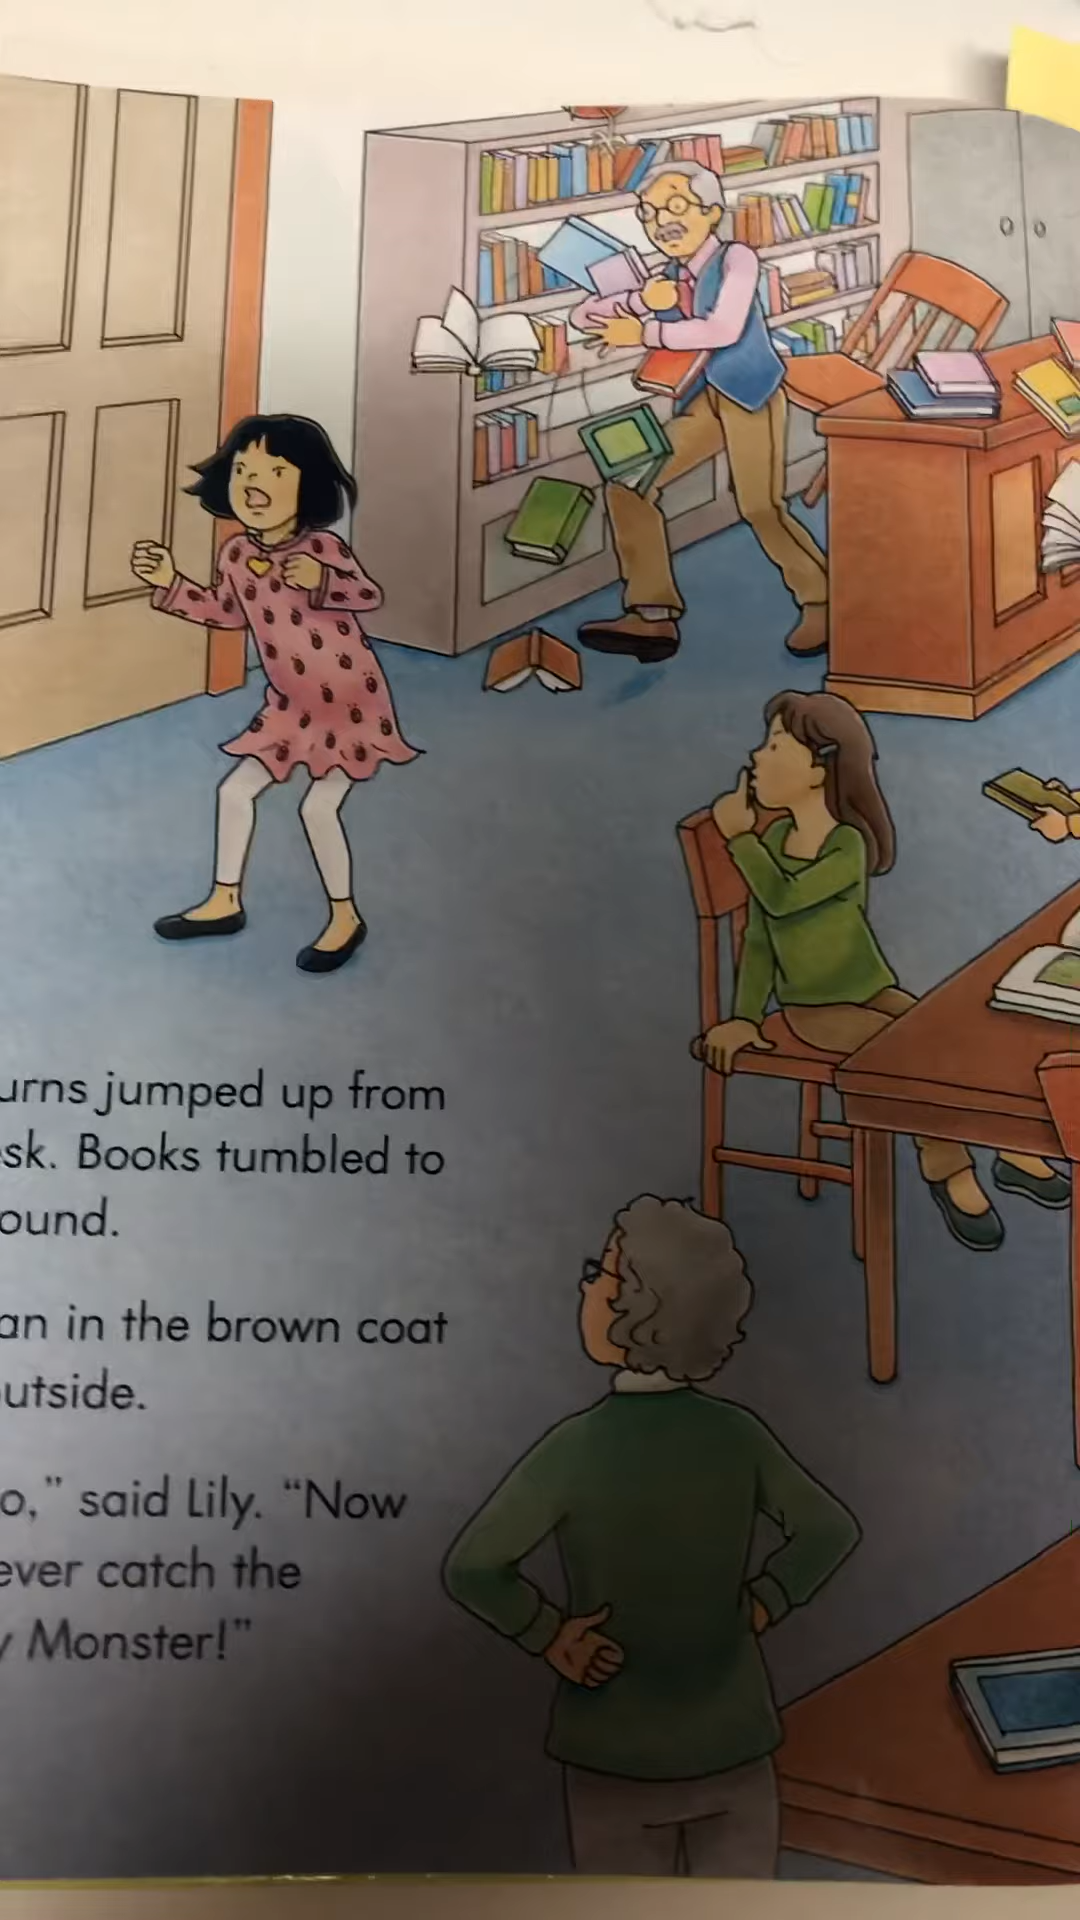 urns jumped up from
sk. Books tumbled to
ound.
an in the brown coat
utside.
o,” said Lily. “Now
ever catch the
y Monster!”